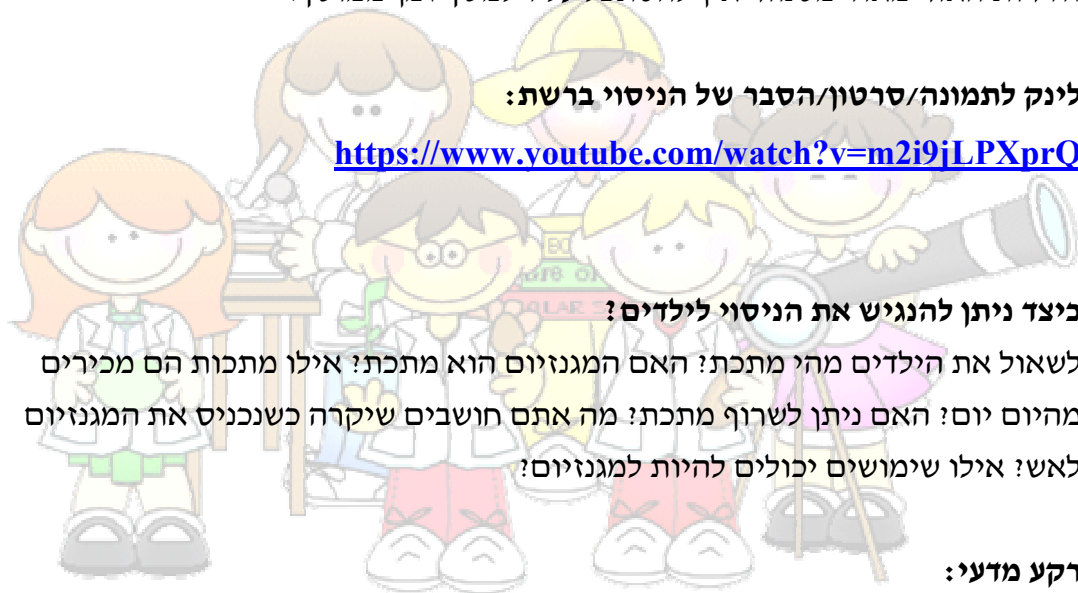 לינק לתמונה/סרטון/הסבר של הניסוי ברשת:
https://www.youtube.com/watch?v=m2i9jLPXprQ
כיצד ניתן להנגיש את הניסוי לילדים?
לשאול את הילדים מהי מתכת? האם המגנזיום הוא מתכת? אילו מתכות הם מכירים
מהיום יום? האם ניתן לשרוף מתכת? מה אתם חושבים שיקרה כשנכניס את המגנזיום
לאש? אילו שימושים יכולים להיות למגנזיום?
רקע מדעי: